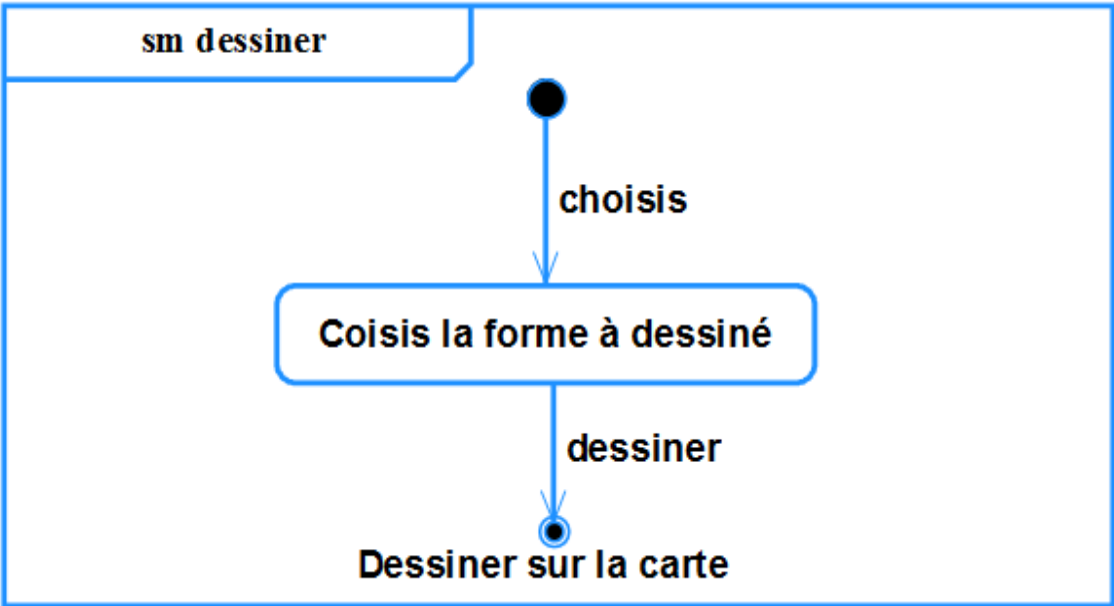 sm dessiner
choisis
Coisis la forme à dessiné
dessiner
Dessiner sur la carte